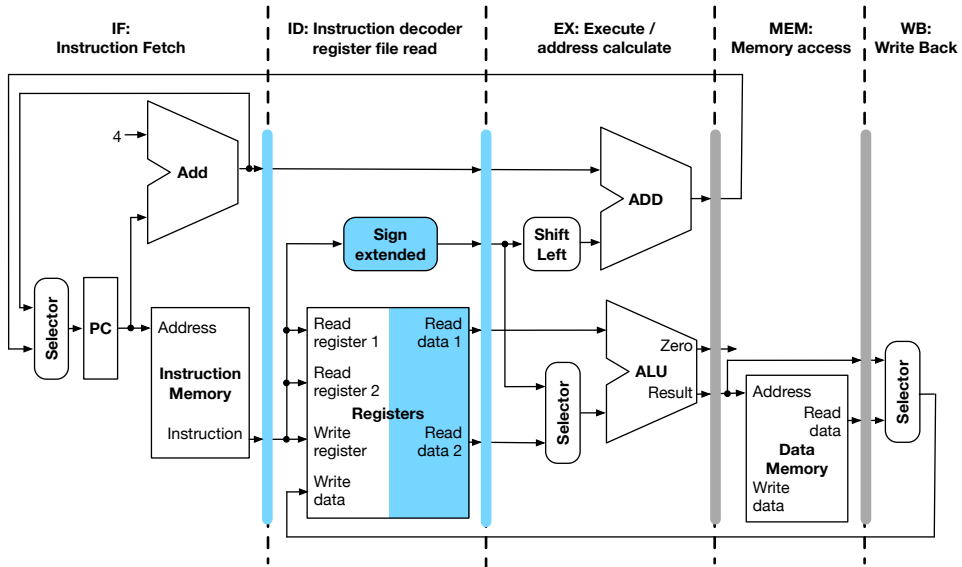 IF:
Instruction Fetch
ID: Instruction decoder
register file read
EX: Execute /
address calculate
MEM:
Memory access
WB:
Write Back
4
Add
ADD
Sign
extended
Shift
Left
Selector
PC
Address
Instruction
Memory
Instruction
Read
register 1
Read
data 1
Read
register 2
Registers
Write
register
Read
data 2
Write
data
Selector
Zero
ALU
Result
Address
Read
data
Data
Memory
Write
data
Selector